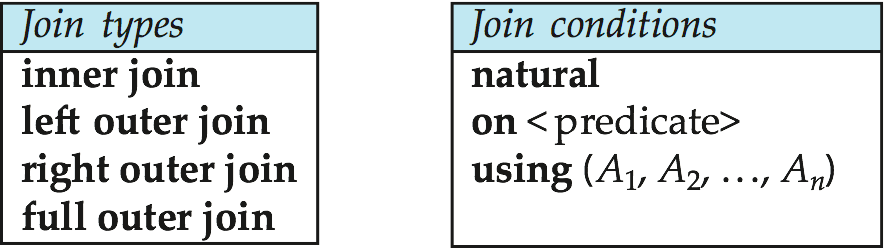 Join types
inner join
left outer join
right outer join
full outer join
Join conditions
natural
on <predicate>
using (A₁, A₂, …, Aₙ)